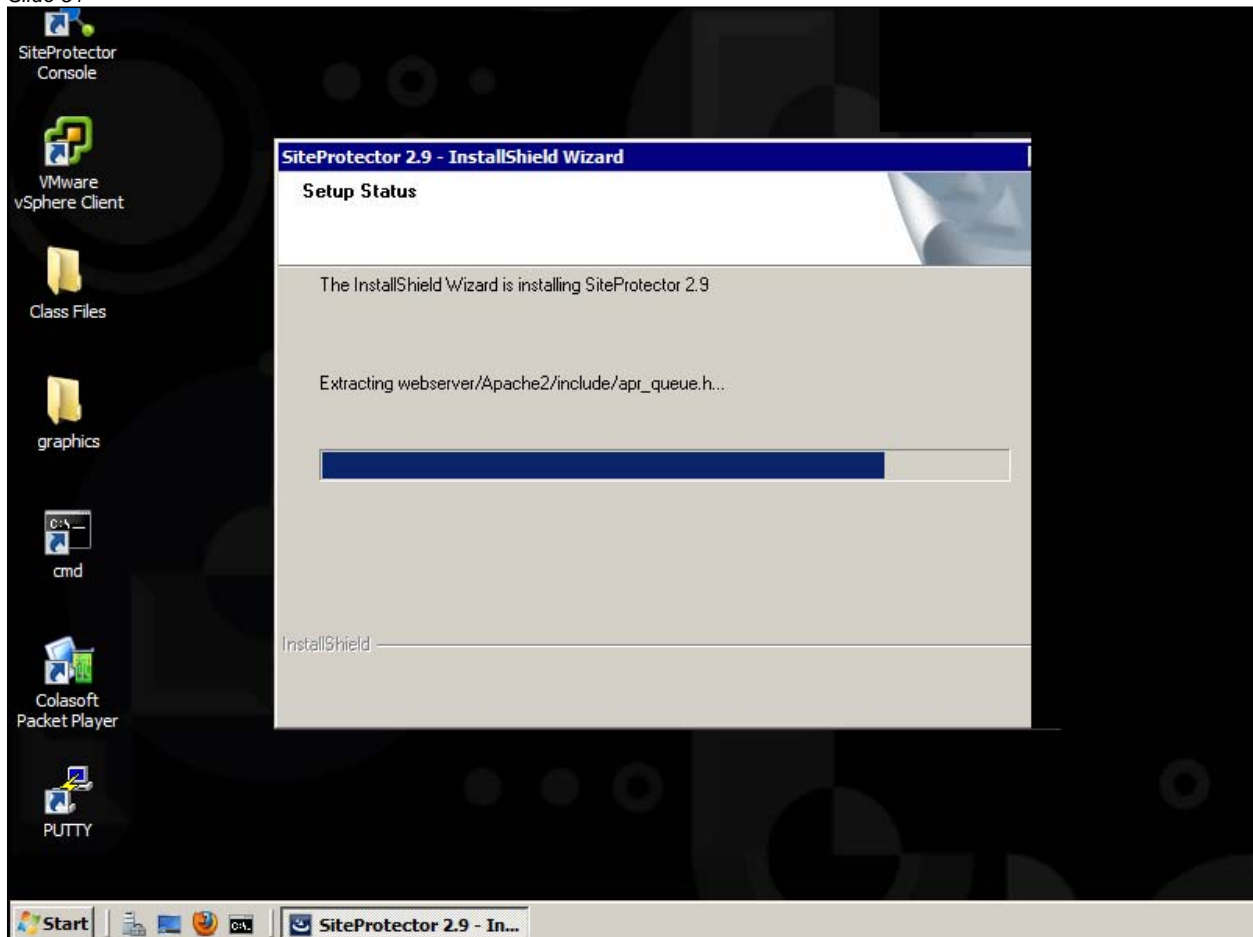 SiteProtector
Console
VMware
vSphere Client
Class Files
graphics
C:\
cmd
Colasoft
Packet Player
PUTTY
SiteProtector 2.9 - InstallShield Wizard
Setup Status
The InstallShield Wizard is installing SiteProtector 2.9
Extracting webserver/Apache2/include/apr_queue.h...
InstallShield
Start
SiteProtector 2.9 - In...